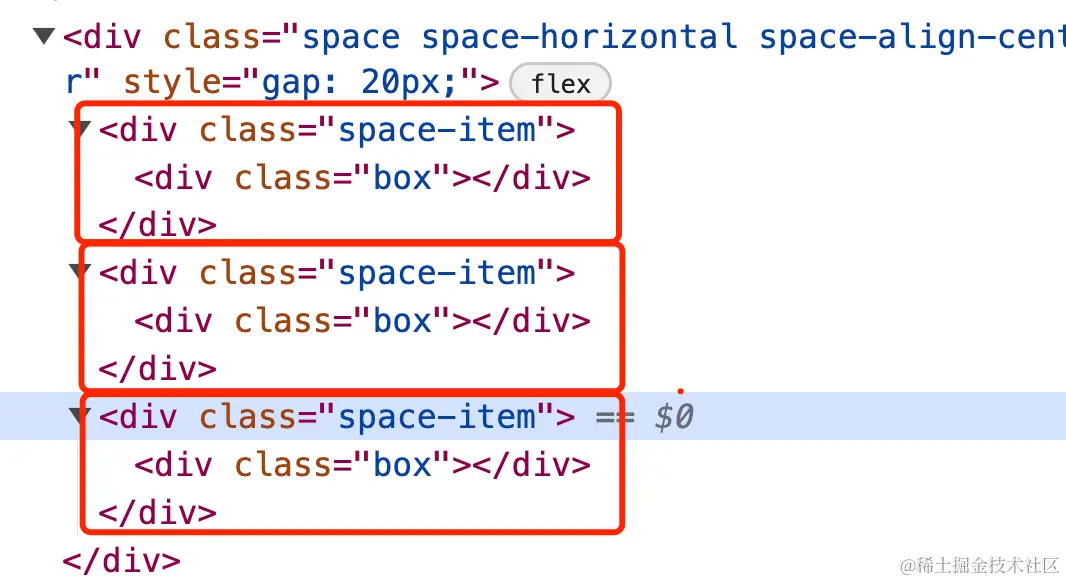 <div class="space space-horizontal space-align-cent
r" style="gap: 20px;"> flex
<div class="space-item">
<div class="box"></div>
</div>
<div class="space-item">
<div class="box"></div>
</div>
<div class="space-item"> == $0
<div class="box"></div>
</div>
</div>
@稀土掘金技术社区